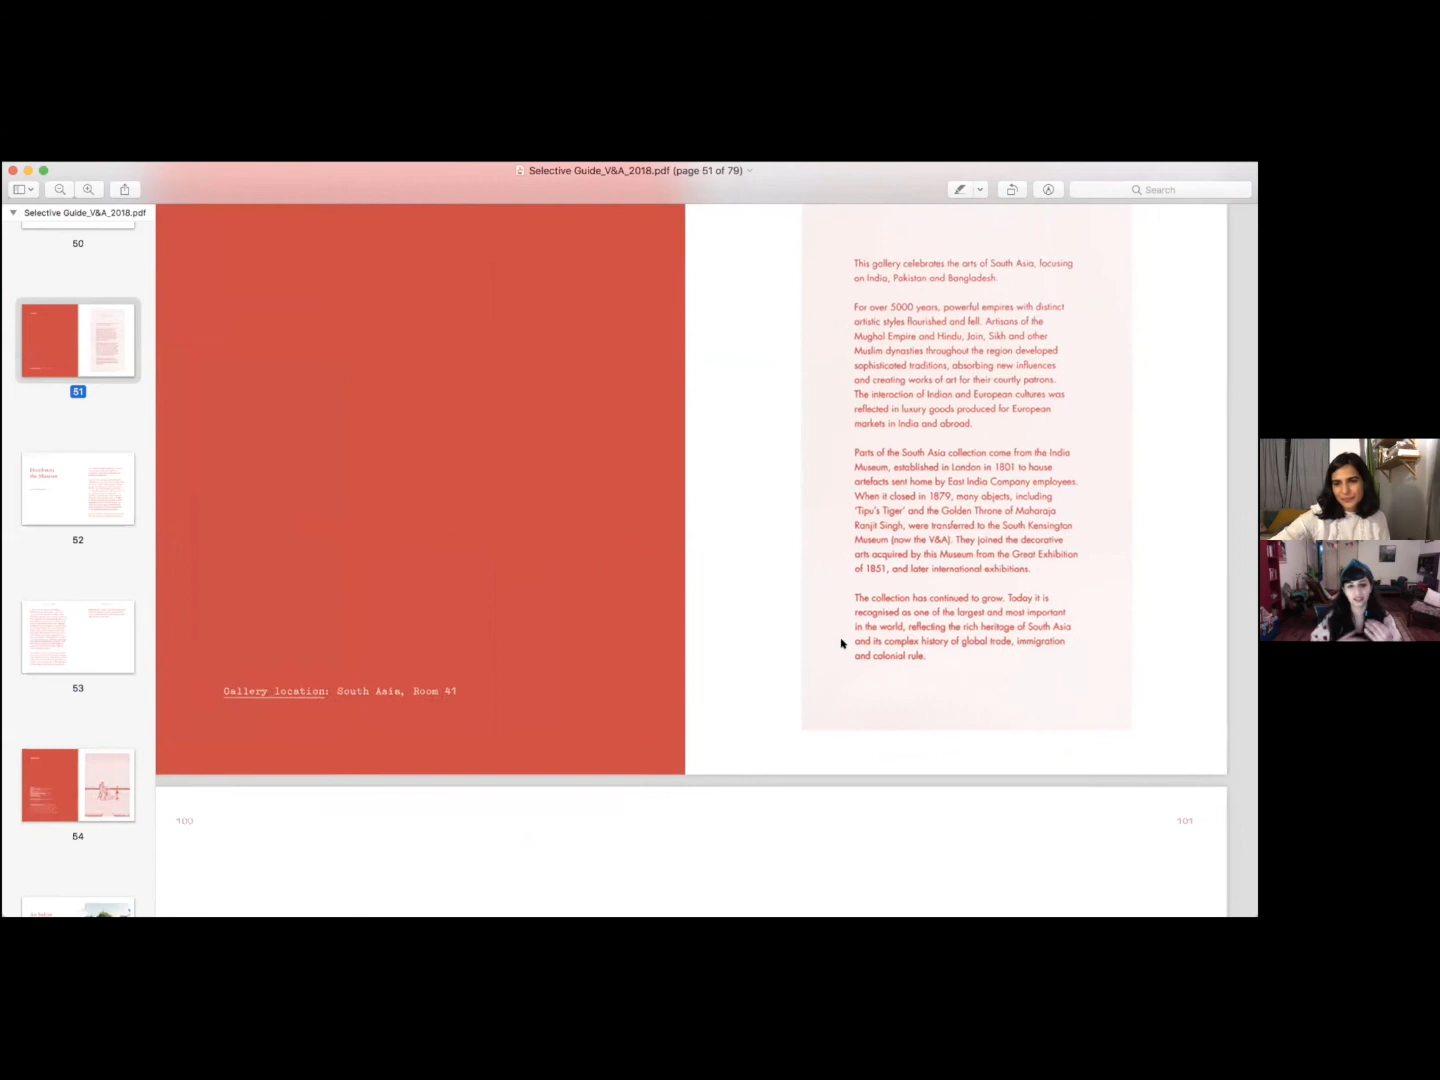 Selective Guide_V&A_2018.pdf (page 51 of 79)
Search
Selective Guide_V&A_2018.pdf
50
51
52
53
54
Gallery location: South Asia, Room 41
This gallery celebrates the arts of South Asia, focusing
on India, Pakistan and Bangladesh.
For over 5000 years, powerful empires with distinct
artistic styles flourished and fell. Artisans of the
Mughal Empire and Hindu, Jain, Sikh and other
Muslim dynasties throughout the region developed
sophisticated traditions, absorbing new influences
and creating works of art for their courtly patrons.
The interaction of Indian and European cultures was
reflected in luxury goods produced for European
markets in India and abroad.
Parts of the South Asia collection come from the India
Museum, established in London in 1801 to house
artefacts sent home by East India Company employees.
When it closed in 1879, many objects, including
'Tipu's Tiger' and the Golden Throne of Maharaja
Ranjit Singh, were transferred to the South Kensington
Museum (now the V&A). They joined the decorative
arts acquired by this Museum from the Great Exhibition
of 1851, and later international exhibitions.
The collection has continued to grow. Today it is
recognised as one of the largest and most important
in the world, reflecting the rich heritage of South Asia
and its complex history of global trade, immigration
and colonial rule.
100
101